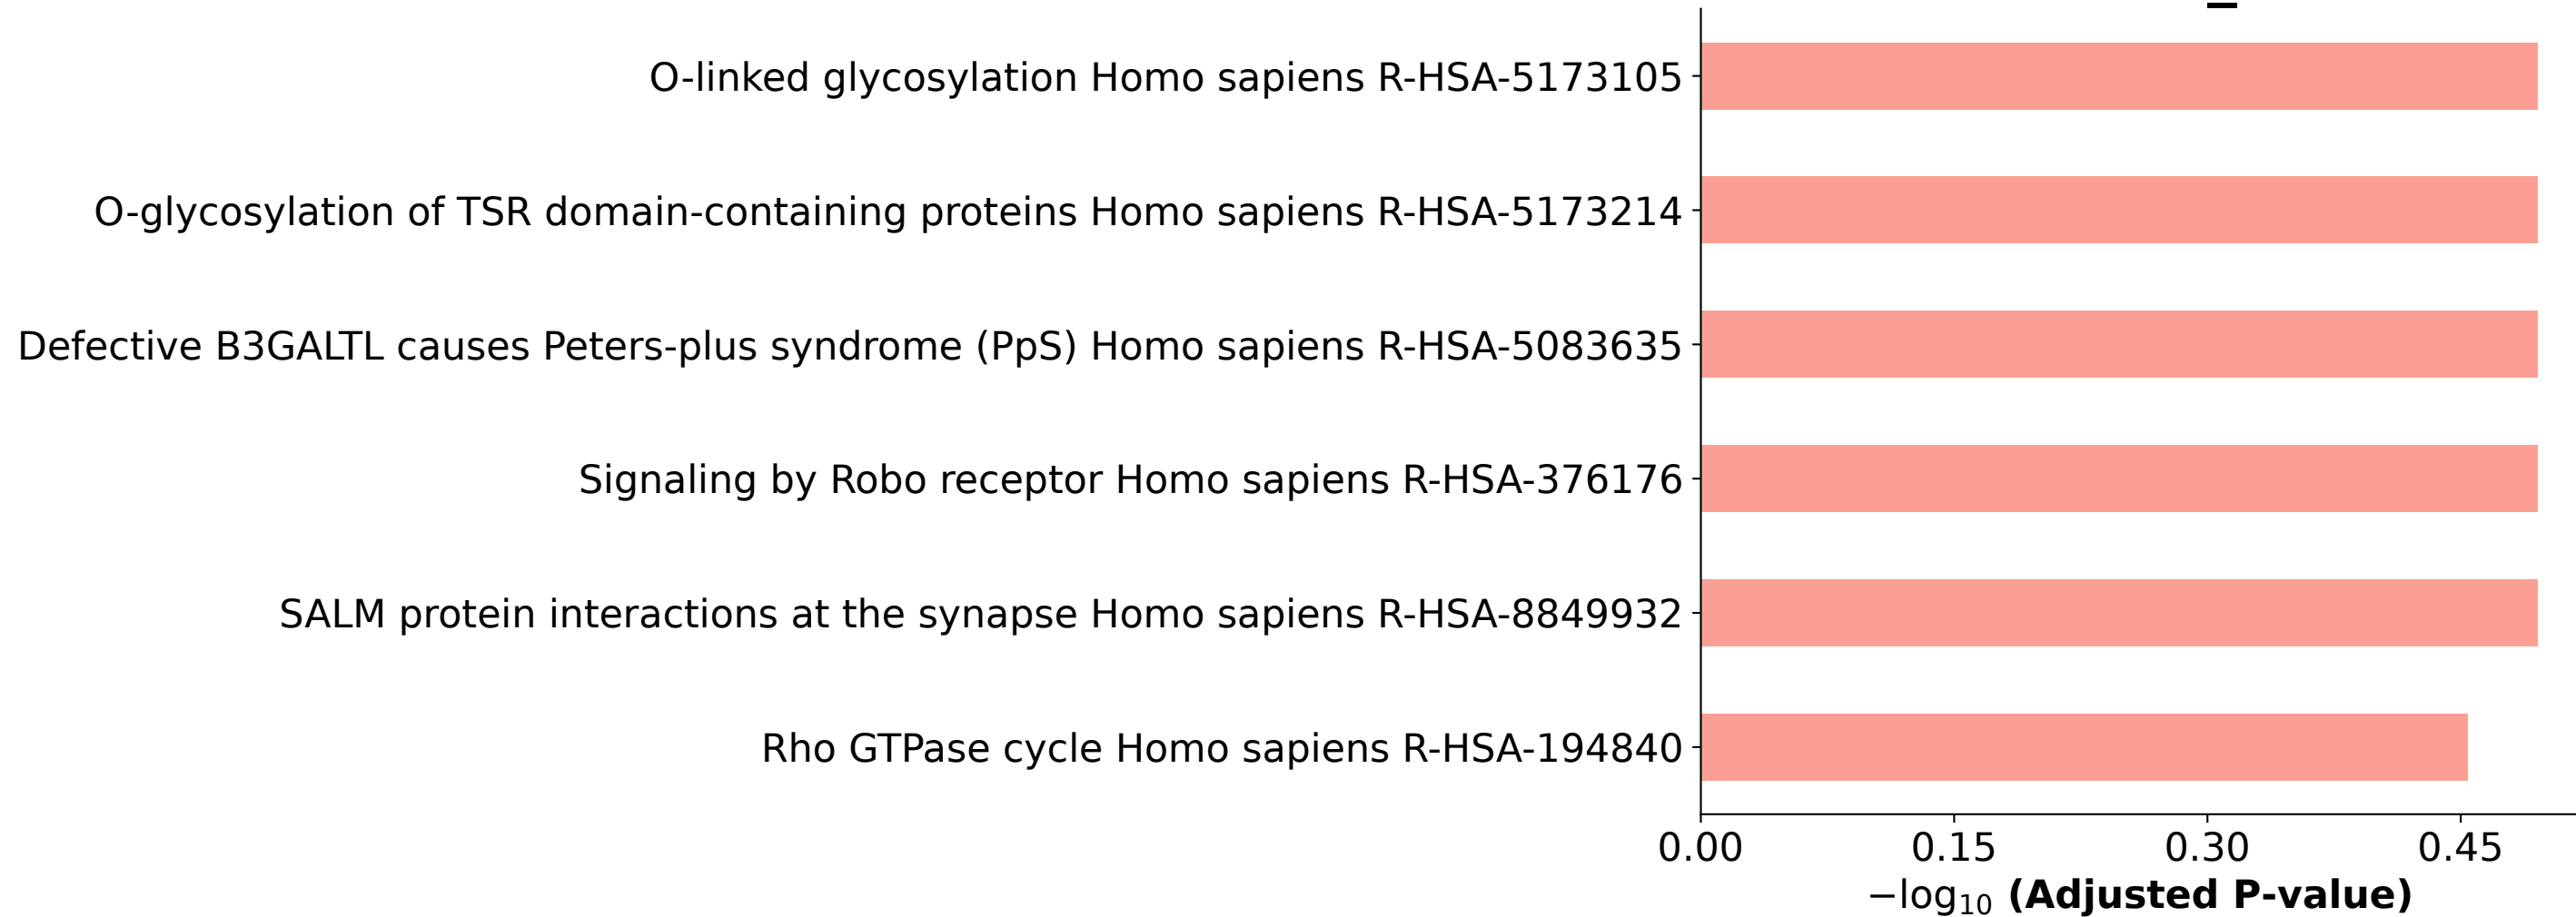 O-linked glycosylation Homo sapiens R-HSA-5173105
O-glycosylation of TSR domain-containing proteins Homo sapiens R-HSA-5173214
Defective B3GALTL causes Peters-plus syndrome (PpS) Homo sapiens R-HSA-5083635
Signaling by Robo receptor Homo sapiens R-HSA-376176
SALM protein interactions at the synapse Homo sapiens R-HSA-8849932
Rho GTPase cycle Homo sapiens R-HSA-194840
0.00 0.15 0.30 0.45
−log₁₀ (Adjusted P-value)